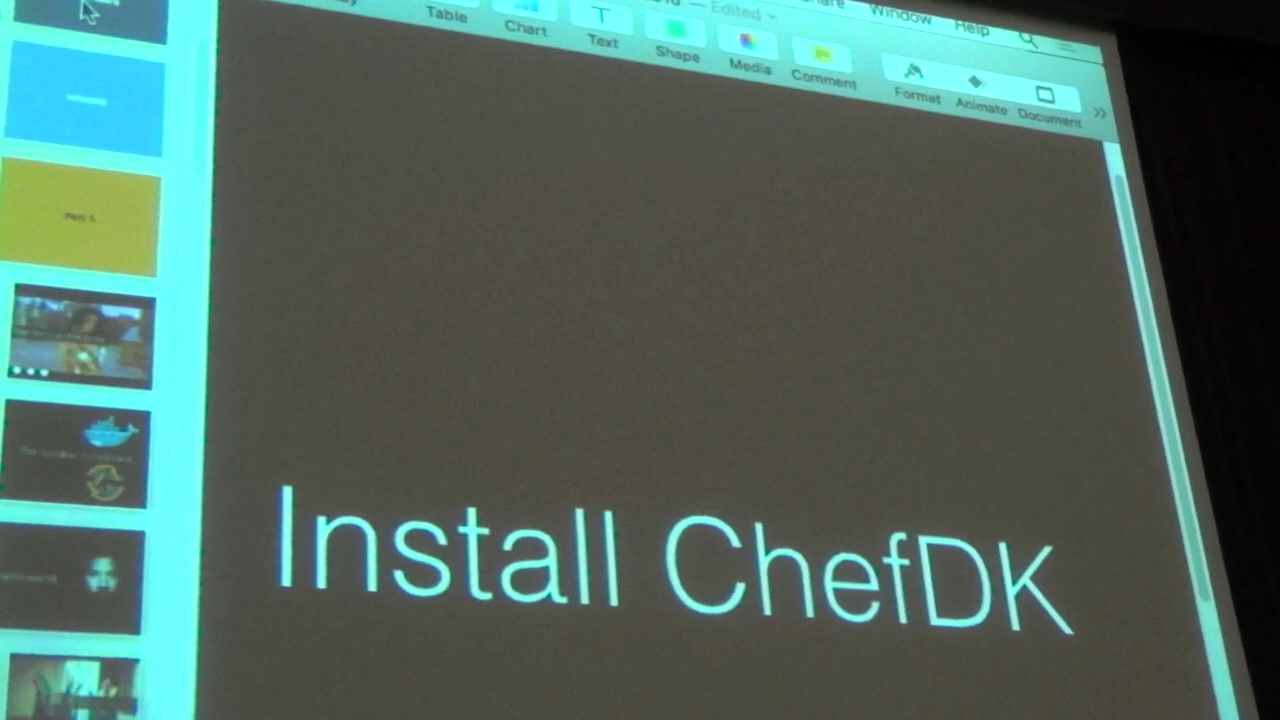 Edited
Window
Help
Table
Chart
Text
Shape
Media
Comment
Format
Animate
Document
Install ChefDK